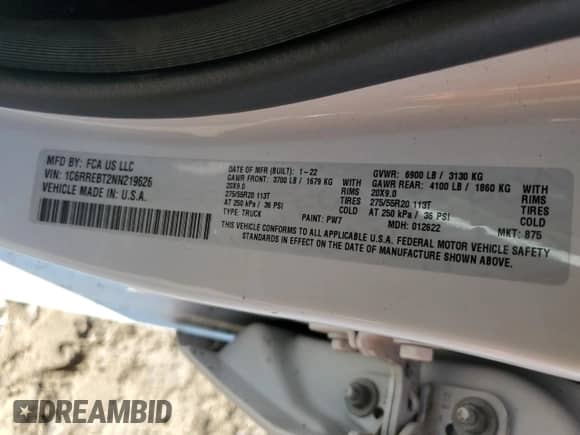 MFD BY: FCA US LLC
VIN: 1C6RREBT2NN219626
VEHICLE MADE IN U.S.A.
DATE OF MFR (BUILT): 1-22
GAWR FRONT: 3700 LB / 1679 KG WITH
20X9.0 RIMS
275/55R20 113T COLD
AT 250 kPa / 36 PSI
TYPE: TRUCK PAINT: PW7
GVWR: 6900 LB / 3130 KG
GAWR REAR: 4100 LB / 1860 KG WITH
20X9.0 RIMS
275/55R20 113T COLD
AT 250 kPa / 36 PSI
MDH: 012622 MKT: 875
THIS VEHICLE CONFORMS TO ALL APPLICABLE U.S.A. FEDERAL MOTOR VEHICLE SAFETY
STANDARDS IN EFFECT ON THE DATE OF MANUFACTURE SHOWN ABOVE.
DREAMBID